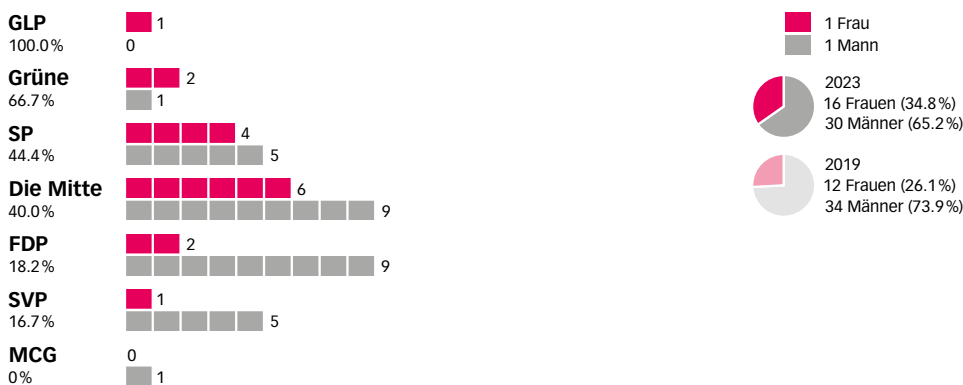 GLP
100.0 %
1
0
Grüne
66.7 %
2
1
SP
44.4 %
4
5
Die Mitte
40.0 %
6
9
FDP
18.2 %
2
9
SVP
16.7 %
1
5
MCG
0 %
0
1
1 Frau
1 Mann
2023
16 Frauen (34.8 %)
30 Männer (65.2 %)
2019
12 Frauen (26.1 %)
34 Männer (73.9 %)